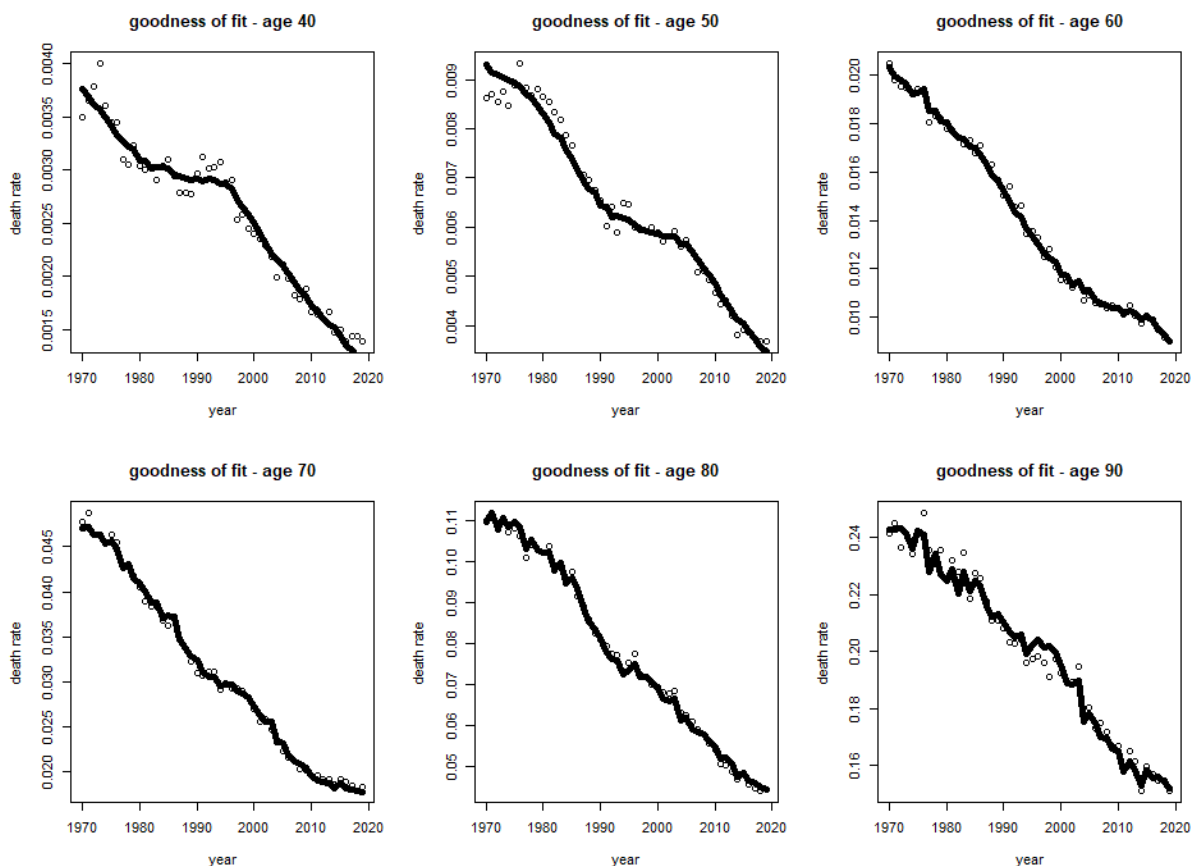 goodness of fit - age 40
death rate
0.0040
0.0035
0.0030
0.0025
0.0020
0.0015
1970 1980 1990 2000 2010 2020
year
goodness of fit - age 50
death rate
0.009
0.008
0.007
0.006
0.005
0.004
1970 1980 1990 2000 2010 2020
year
goodness of fit - age 60
death rate
0.020
0.018
0.016
0.014
0.012
0.010
1970 1980 1990 2000 2010 2020
year
goodness of fit - age 70
death rate
0.045
0.040
0.035
0.030
0.025
0.020
1970 1980 1990 2000 2010 2020
year
goodness of fit - age 80
death rate
0.11
0.10
0.09
0.08
0.07
0.06
0.05
1970 1980 1990 2000 2010 2020
year
goodness of fit - age 90
death rate
0.24
0.22
0.20
0.18
0.16
1970 1980 1990 2000 2010 2020
year